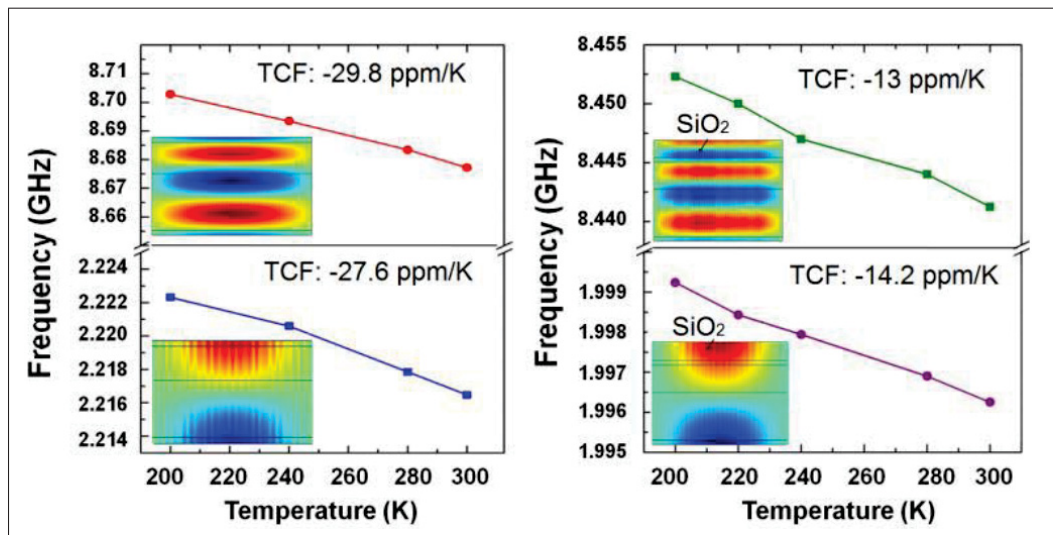 8.71
8.70
8.69
8.68
8.67
8.66
2.224
2.222
2.220
2.218
2.216
2.214
Frequency (GHz)
TCF: -29.8 ppm/K
TCF: -27.6 ppm/K
200 220 240 260 280 300
Temperature (K)
8.455
8.450
8.445
8.440
1.999
1.998
1.997
1.996
1.995
Frequency (GHz)
TCF: -13 ppm/K
SiO₂
TCF: -14.2 ppm/K
SiO₂
200 220 240 260 280 300
Temperature (K)